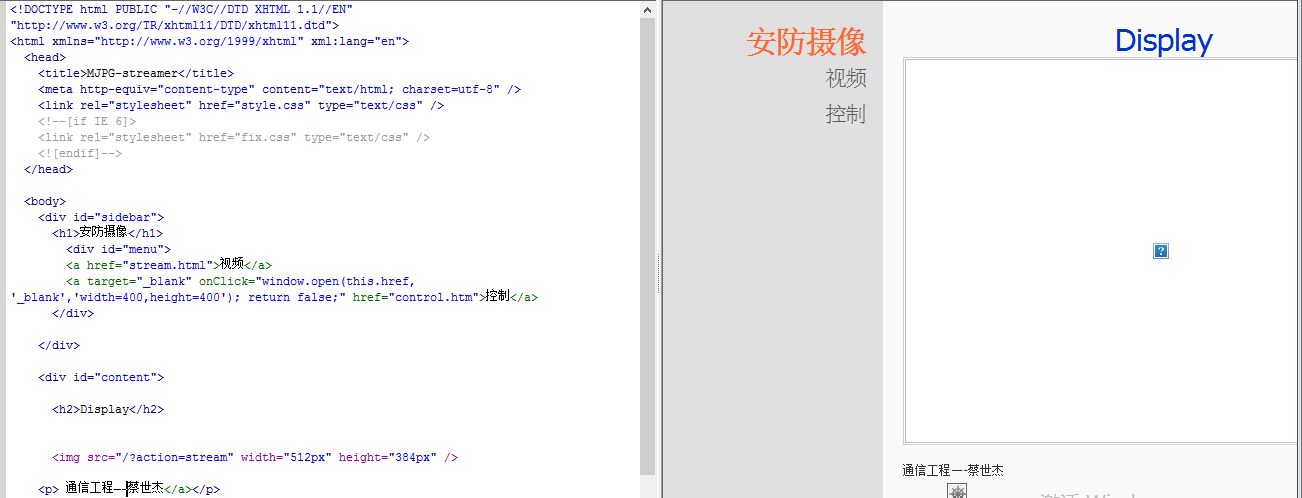 <!DOCTYPE html PUBLIC "-//W3C//DTD XHTML 1.1//EN"
"http://www.w3.org/TR/xhtml11/DTD/xhtml11.dtd">
<html xmlns="http://www.w3.org/1999/xhtml" xml:lang="en">
<head>
<title>MJPG-streamer</title>
<meta http-equiv="content-type" content="text/html; charset=utf-8" />
<link rel="stylesheet" href="style.css" type="text/css" />
<!--[if IE 6]>
<link rel="stylesheet" href="fix.css" type="text/css" />
<![endif]-->
</head>
<body>
<div id="sidebar">
<h1>安防摄像</h1>
<div id="menu">
<a href="stream.html">视频</a>
<a target="_blank" onClick="window.open(this.href,
'_blank','width=400,height=400'); return false;" href="control.htm">控制</a>
</div>
</div>
<div id="content">
<h2>Display</h2>
<img src="/?action=stream" width="512px" height="384px" />
<p> 通信工程--蔡世杰</a></p>
安防摄像
视频
控制
Display
通信工程--蔡世杰
激活 Windows